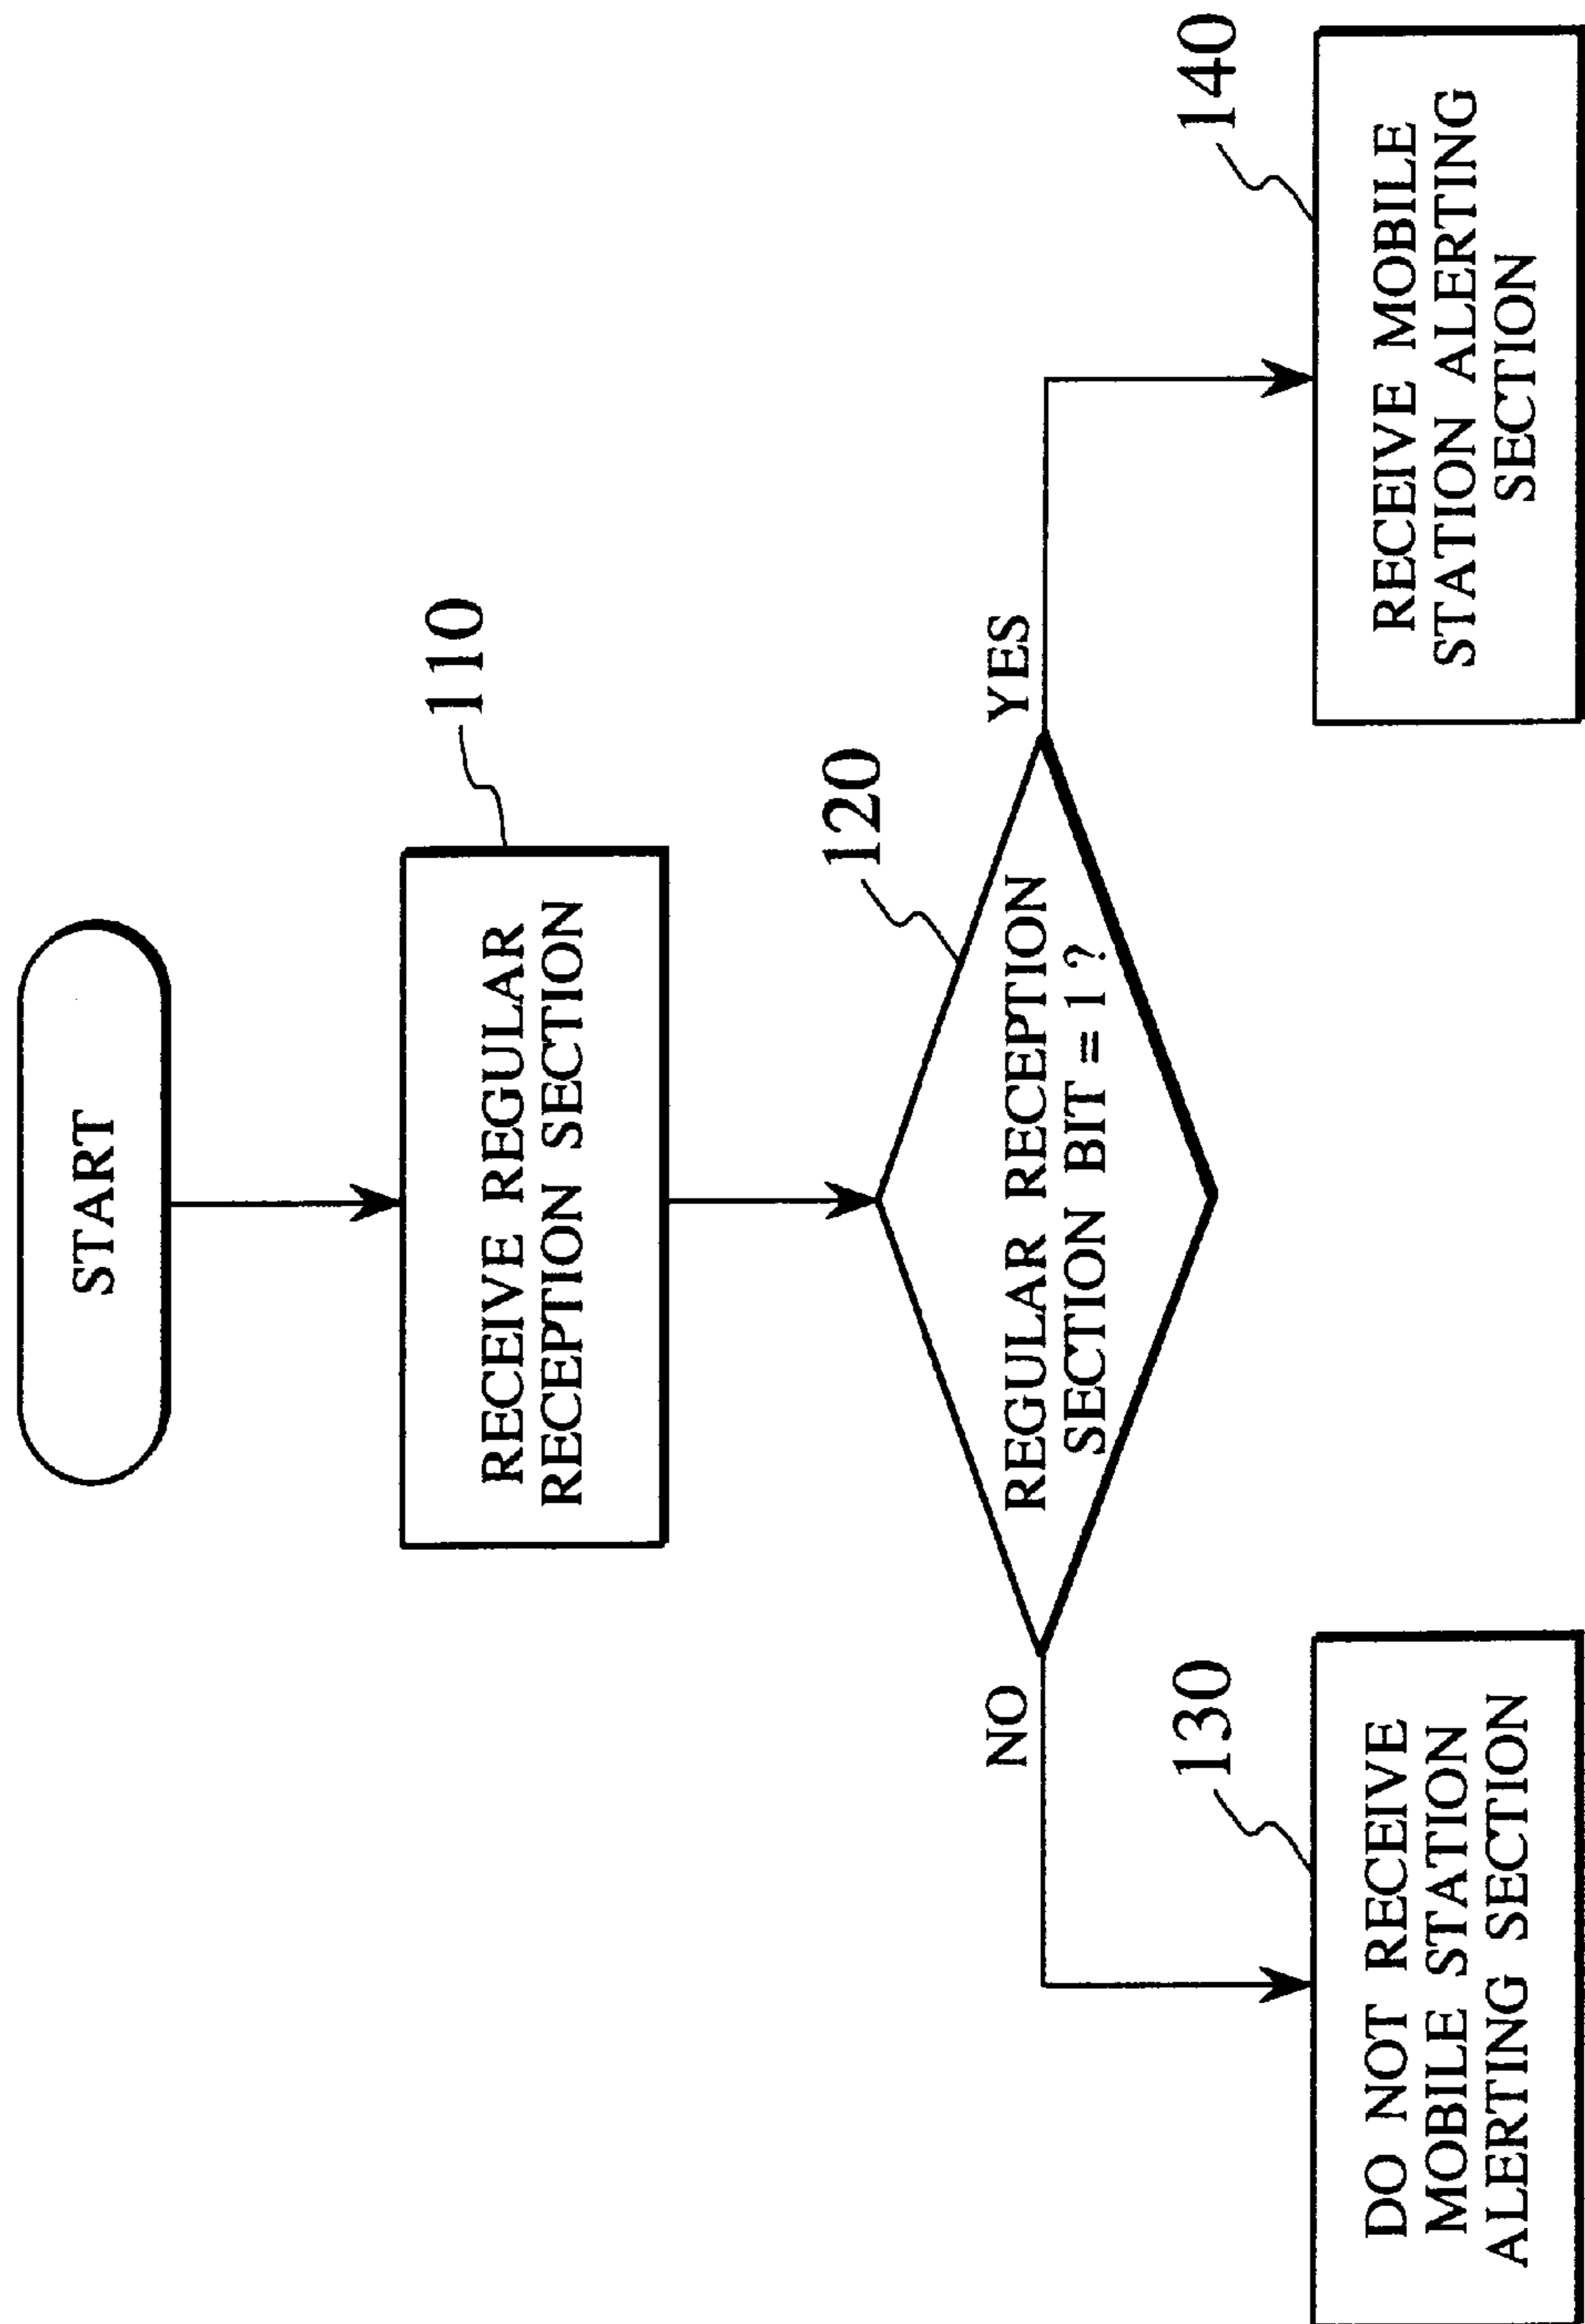 START
110
RECEIVE REGULAR
RECEPTION SECTION
120
REGULAR RECEPTION
SECTION BIT = 1 ?
NO
YES
130
DO NOT RECEIVE
MOBILE STATION
ALERTING SECTION
140
RECEIVE MOBILE
STATION ALERTING
SECTION